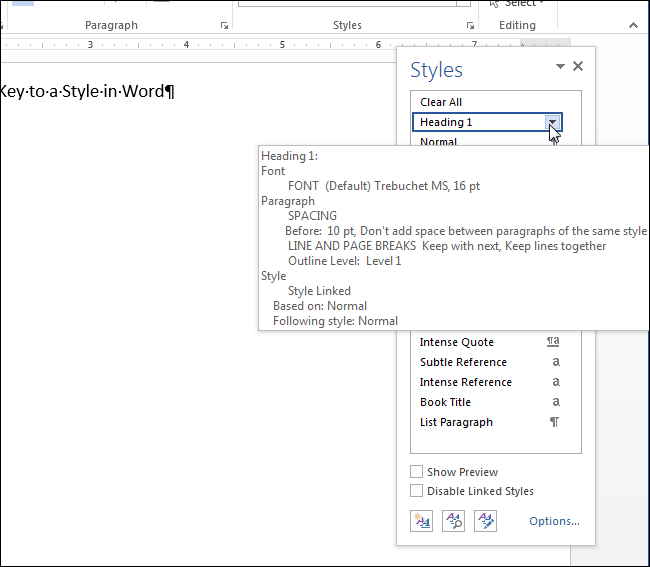 Select
Paragraph
Styles
Editing
3 4 5 6 7
Key·to·a·Style·in·Word¶
Styles
Clear All
Heading 1
Normal
Heading 1:
Font
FONT (Default) Trebuchet MS, 16 pt
Paragraph
SPACING
Before: 10 pt, Don't add space between paragraphs of the same style
LINE AND PAGE BREAKS Keep with next, Keep lines together
Outline Level: Level 1
Style
Style Linked
Based on: Normal
Following style: Normal
Intense Quote ¶a
Subtle Reference a
Intense Reference a
Book Title a
List Paragraph ¶
Show Preview
Disable Linked Styles
Options...